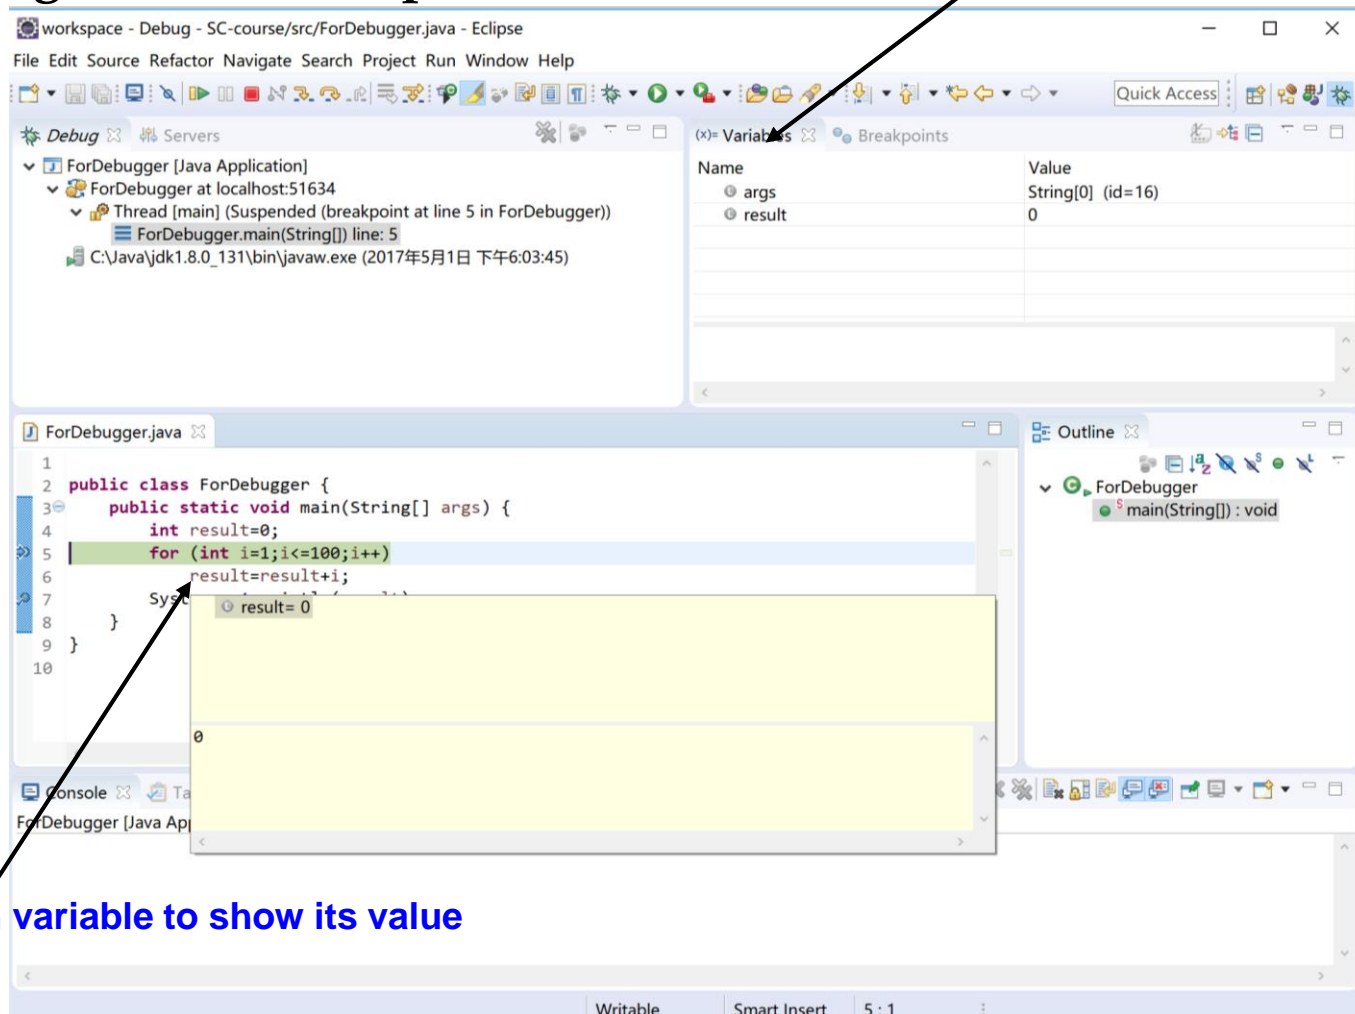 workspace - Debug - SC-course/src/ForDebugger.java - Eclipse
File Edit Source Refactor Navigate Search Project Run Window Help
Quick Access
Debug Servers
ForDebugger [Java Application]
ForDebugger at localhost:51634
Thread [main] (Suspended (breakpoint at line 5 in ForDebugger))
ForDebugger.main(String[]) line: 5
C:\Java\jdk1.8.0_131\bin\javaw.exe (2017年5月1日 下午6:03:45)
(x)= Variables Breakpoints
Name Value
args String[0] (id=16)
result 0
ForDebugger.java
1
2 public class ForDebugger {
3 public static void main(String[] args) {
4 int result=0;
5 for (int i=1;i<=100;i++)
6 result=result+i;
7 Syst
8 }
9 }
10
result= 0
0
Outline
ForDebugger
main(String[]) : void
Console Ta
ForDebugger [Java Ap
variable to show its value
Writable Smart Insert 5 : 1